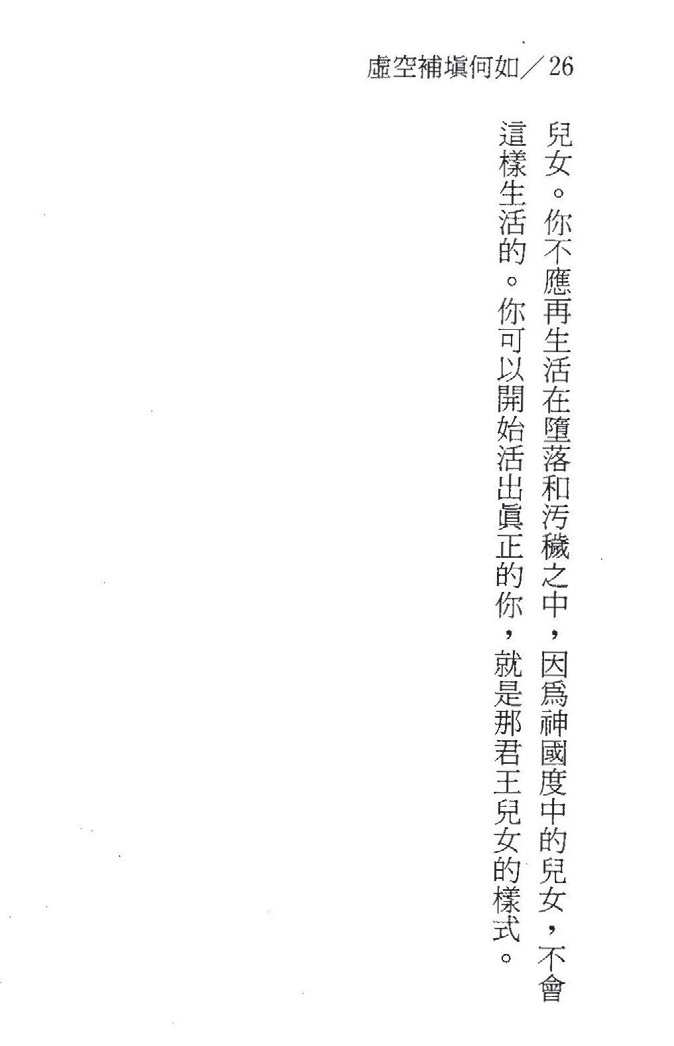 虛空補塡何如／26
兒女。你不應再生活在墮落和污穢之中，因爲神國度中的兒女，不會
這樣生活的。你可以開始活出眞正的你，就是那君王兒女的樣式。